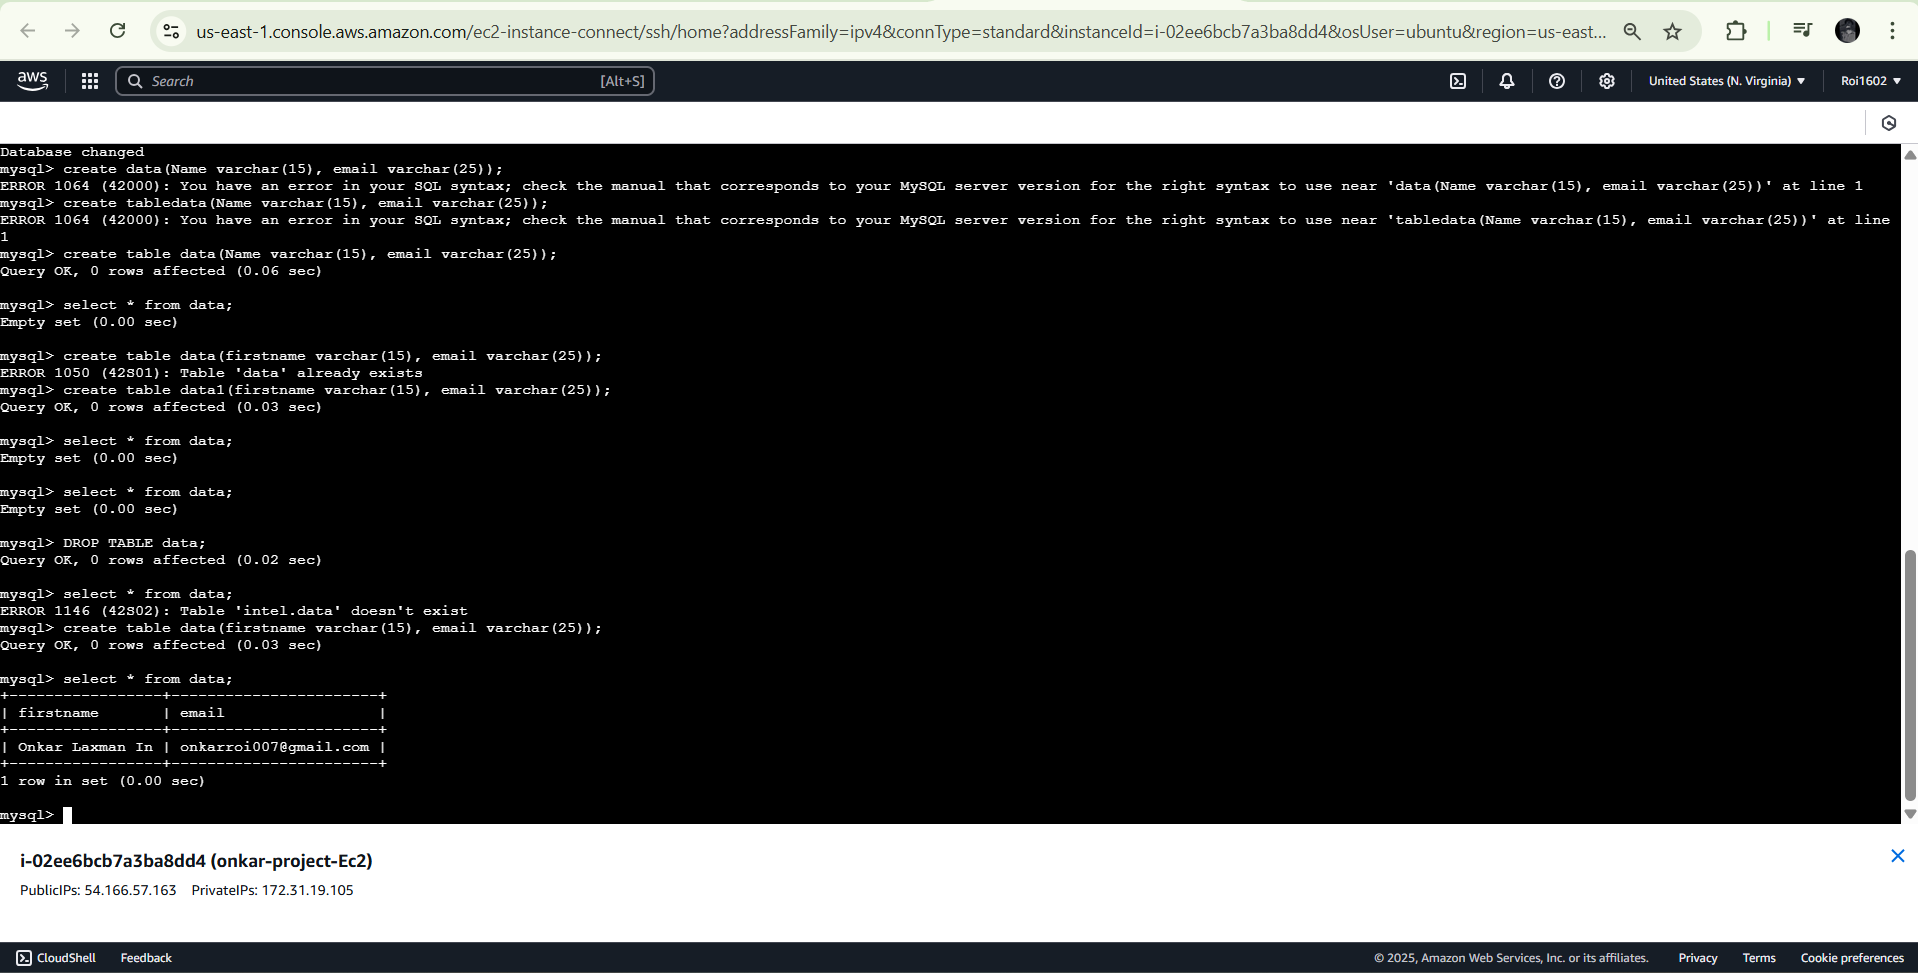 us-east-1.console.aws.amazon.com/ec2-instance-connect/ssh/home?addressFamily=ipv4&connType=standard&instanceId=i-02ee6bcb7a3ba8dd4&osUser=ubuntu&region=us-east...
aws
Search [Alt+S]
United States (N. Virginia)
Roi1602
Database changed
mysql> create data(Name varchar(15), email varchar(25));
ERROR 1064 (42000): You have an error in your SQL syntax; check the manual that corresponds to your MySQL server version for the right syntax to use near 'data(Name varchar(15), email varchar(25))' at line 1
mysql> create tabledata(Name varchar(15), email varchar(25));
ERROR 1064 (42000): You have an error in your SQL syntax; check the manual that corresponds to your MySQL server version for the right syntax to use near 'tabledata(Name varchar(15), email varchar(25))' at line
1
mysql> create table data(Name varchar(15), email varchar(25));
Query OK, 0 rows affected (0.06 sec)
mysql> select * from data;
Empty set (0.00 sec)
mysql> create table data(firstname varchar(15), email varchar(25));
ERROR 1050 (42S01): Table 'data' already exists
mysql> create table data1(firstname varchar(15), email varchar(25));
Query OK, 0 rows affected (0.03 sec)
mysql> select * from data;
Empty set (0.00 sec)
mysql> select * from data;
Empty set (0.00 sec)
mysql> DROP TABLE data;
Query OK, 0 rows affected (0.02 sec)
mysql> select * from data;
ERROR 1146 (42S02): Table 'intel.data' doesn't exist
mysql> create table data(firstname varchar(15), email varchar(25));
Query OK, 0 rows affected (0.03 sec)
mysql> select * from data;
+-----------------+-----------------------+
| firstname       | email                 |
+-----------------+-----------------------+
| Onkar Laxman In | onkarroi007@gmail.com |
+-----------------+-----------------------+
1 row in set (0.00 sec)
mysql>
i-02ee6bcb7a3ba8dd4 (onkar-project-Ec2)
PublicIPs: 54.166.57.163 PrivateIPs: 172.31.19.105
CloudShell Feedback © 2025, Amazon Web Services, Inc. or its affiliates. Privacy Terms Cookie preferences